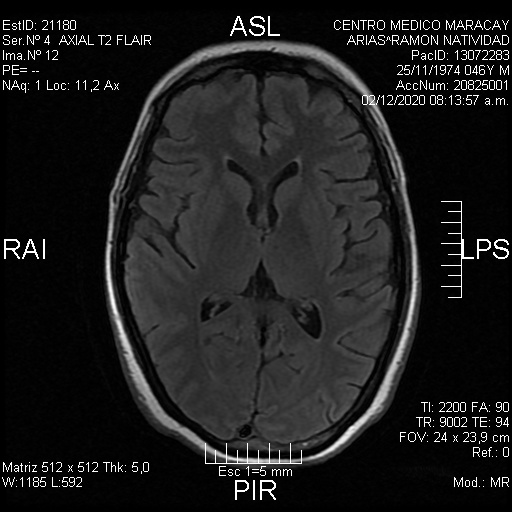 EstID: 21180
Ser.Nº 4 AXIAL T2 FLAIR
Ima.Nº 12
PE= --
NAq: 1 Loc: 11,2 Ax
ASL
CENTRO MEDICO MARACAY
ARIAS^RAMON NATIVIDAD
PacID: 13072283
25/11/1974 046Y M
AccNum: 20825001
02/12/2020 08:13:57 a.m.
RAI
LPS
TI: 2200 FA: 90
TR: 9002 TE: 94
FOV: 24 x 23,9 cm
Ref.: 0
Matriz 512 x 512 Thk: 5,0
W:1185 L:592
Esc 1=5 mm
PIR
Mod.: MR